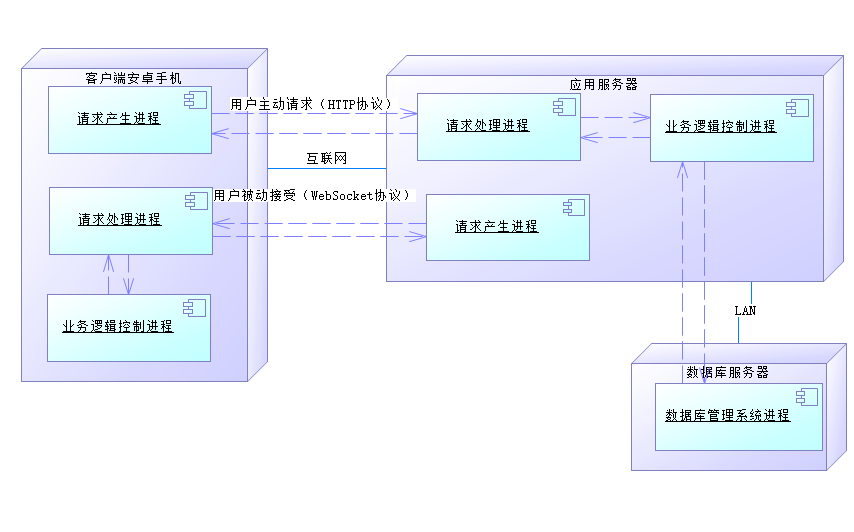 客户端安卓手机
请求产生进程
用户主动请求（HTTP协议）
应用服务器
请求处理进程
业务逻辑控制进程
互联网
请求处理进程
用户被动接受（WebSocket协议）
请求产生进程
业务逻辑控制进程
LAN
数据库服务器
数据库管理系统进程